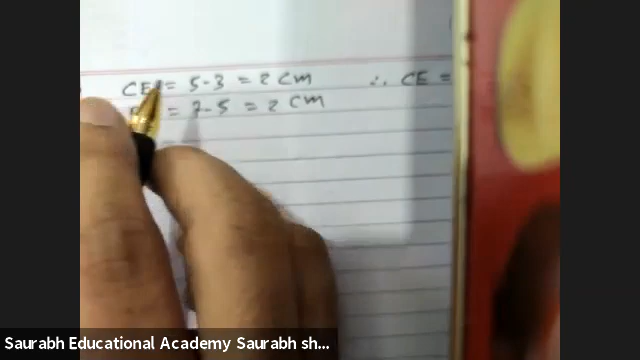 CE = 5-3 = 2 cm ∴ CE =
= 7-5 = 2 cm
Saurabh Educational Academy Saurabh sh...